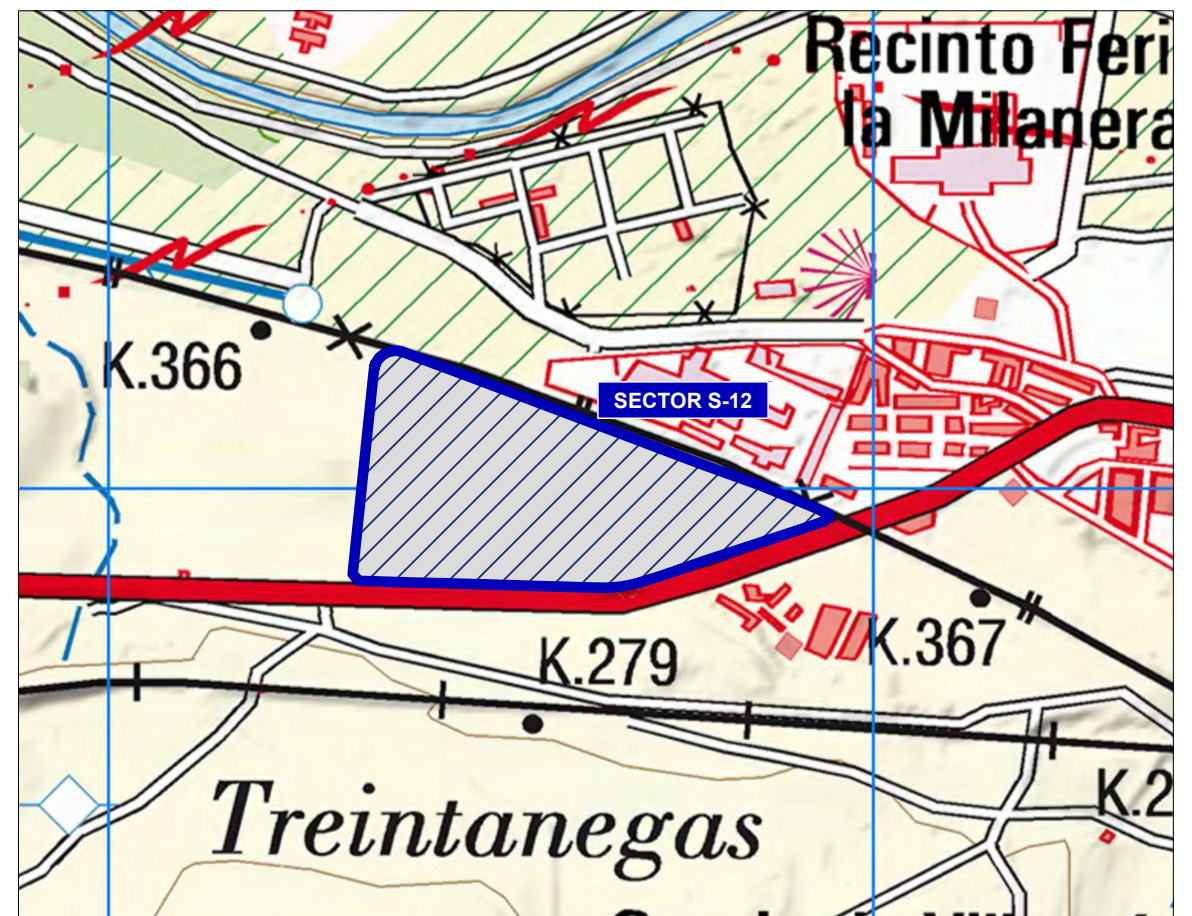 Recinto Feri
la Milanera
K.366
SECTOR S-12
K.279
K.367
Treintanegas
K.2